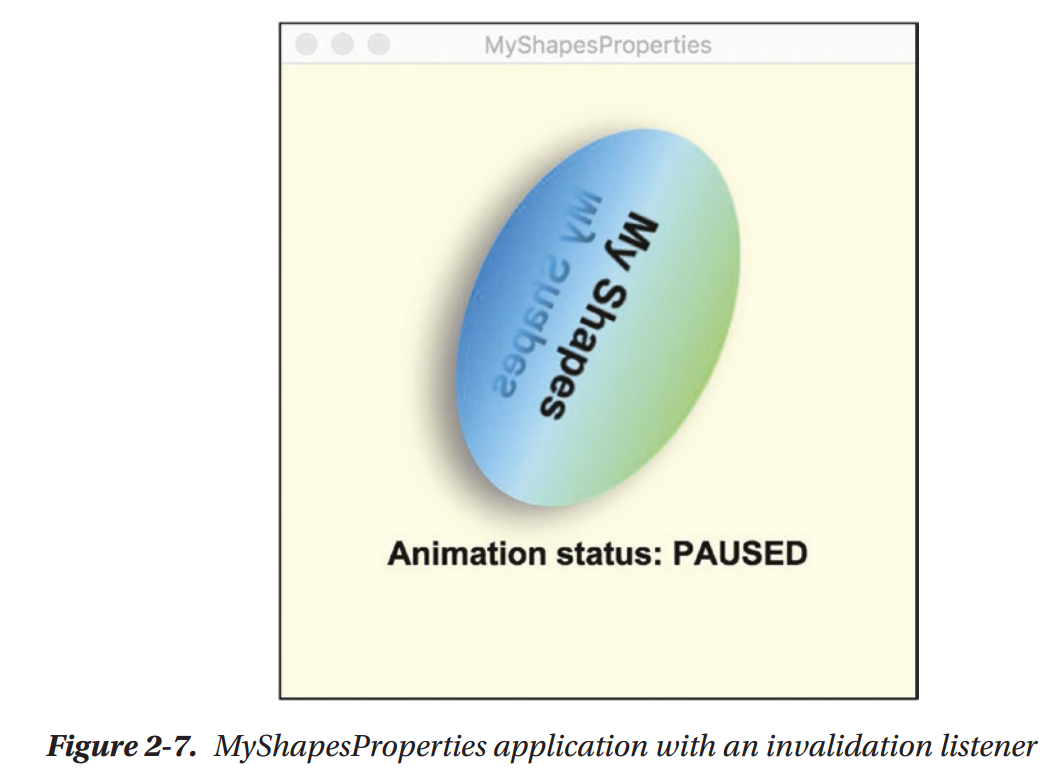 MyShapesProperties
My Shapes
My Shapes
Animation status: PAUSED
Figure 2-7. MyShapesProperties application with an invalidation listener